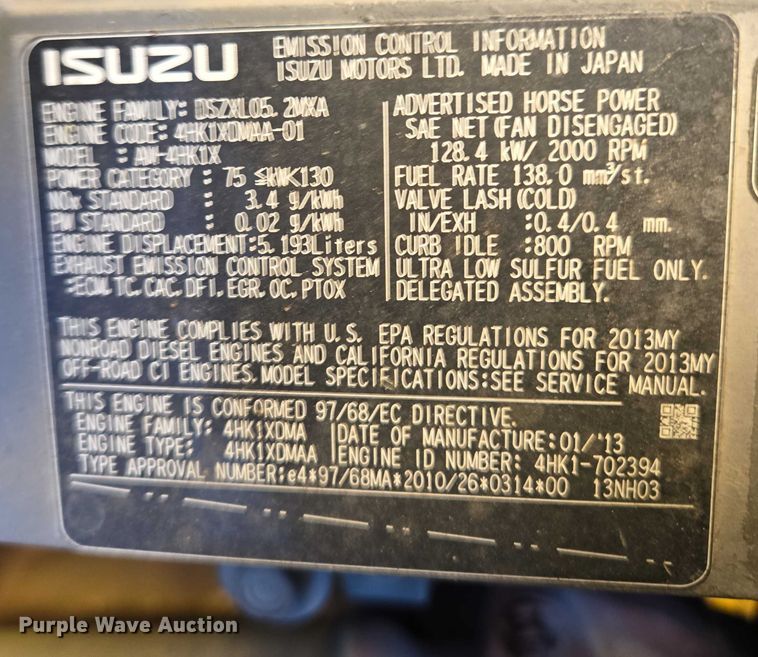 ISUZU
EMISSION CONTROL INFORMATION
ISUZU MOTORS LTD. MADE IN JAPAN
ENGINE FAMILY: DSZXL05.2MXA
ENGINE CODE: 4HK1XDMAA-01
MODEL : AM-4HK1X
POWER CATEGORY : 75 ≤kW<130
NOx STANDARD : 3.4 g/kWh
PM STANDARD : 0.02 g/kWh
ENGINE DISPLACEMENT:5.193Liters
EXHAUST EMISSION CONTROL SYSTEM
:ECM, TC, CAC, DFI, EGR, OC, PTOX
ADVERTISED HORSE POWER
SAE NET(FAN DISENGAGED)
128.4 kW/ 2000 RPM
FUEL RATE 138.0 mm³/st.
VALVE LASH(COLD)
IN/EXH :0.4/0.4 mm.
CURB IDLE :800 RPM
ULTRA LOW SULFUR FUEL ONLY.
DELEGATED ASSEMBLY.
THIS ENGINE COMPLIES WITH U.S. EPA REGULATIONS FOR 2013MY
NONROAD DIESEL ENGINES AND CALIFORNIA REGULATIONS FOR 2013MY
OFF-ROAD CI ENGINES. MODEL SPECIFICATIONS:SEE SERVICE MANUAL.
THIS ENGINE IS CONFORMED 97/68/EC DIRECTIVE.
ENGINE FAMILY: 4HK1XDMA
ENGINE TYPE: 4HK1XDMAA
DATE OF MANUFACTURE:01/'13
ENGINE ID NUMBER: 4HK1-702394
TYPE APPROVAL NUMBER:e4*97/68MA*2010/26*0314*00 13NH03
Purple Wave Auction